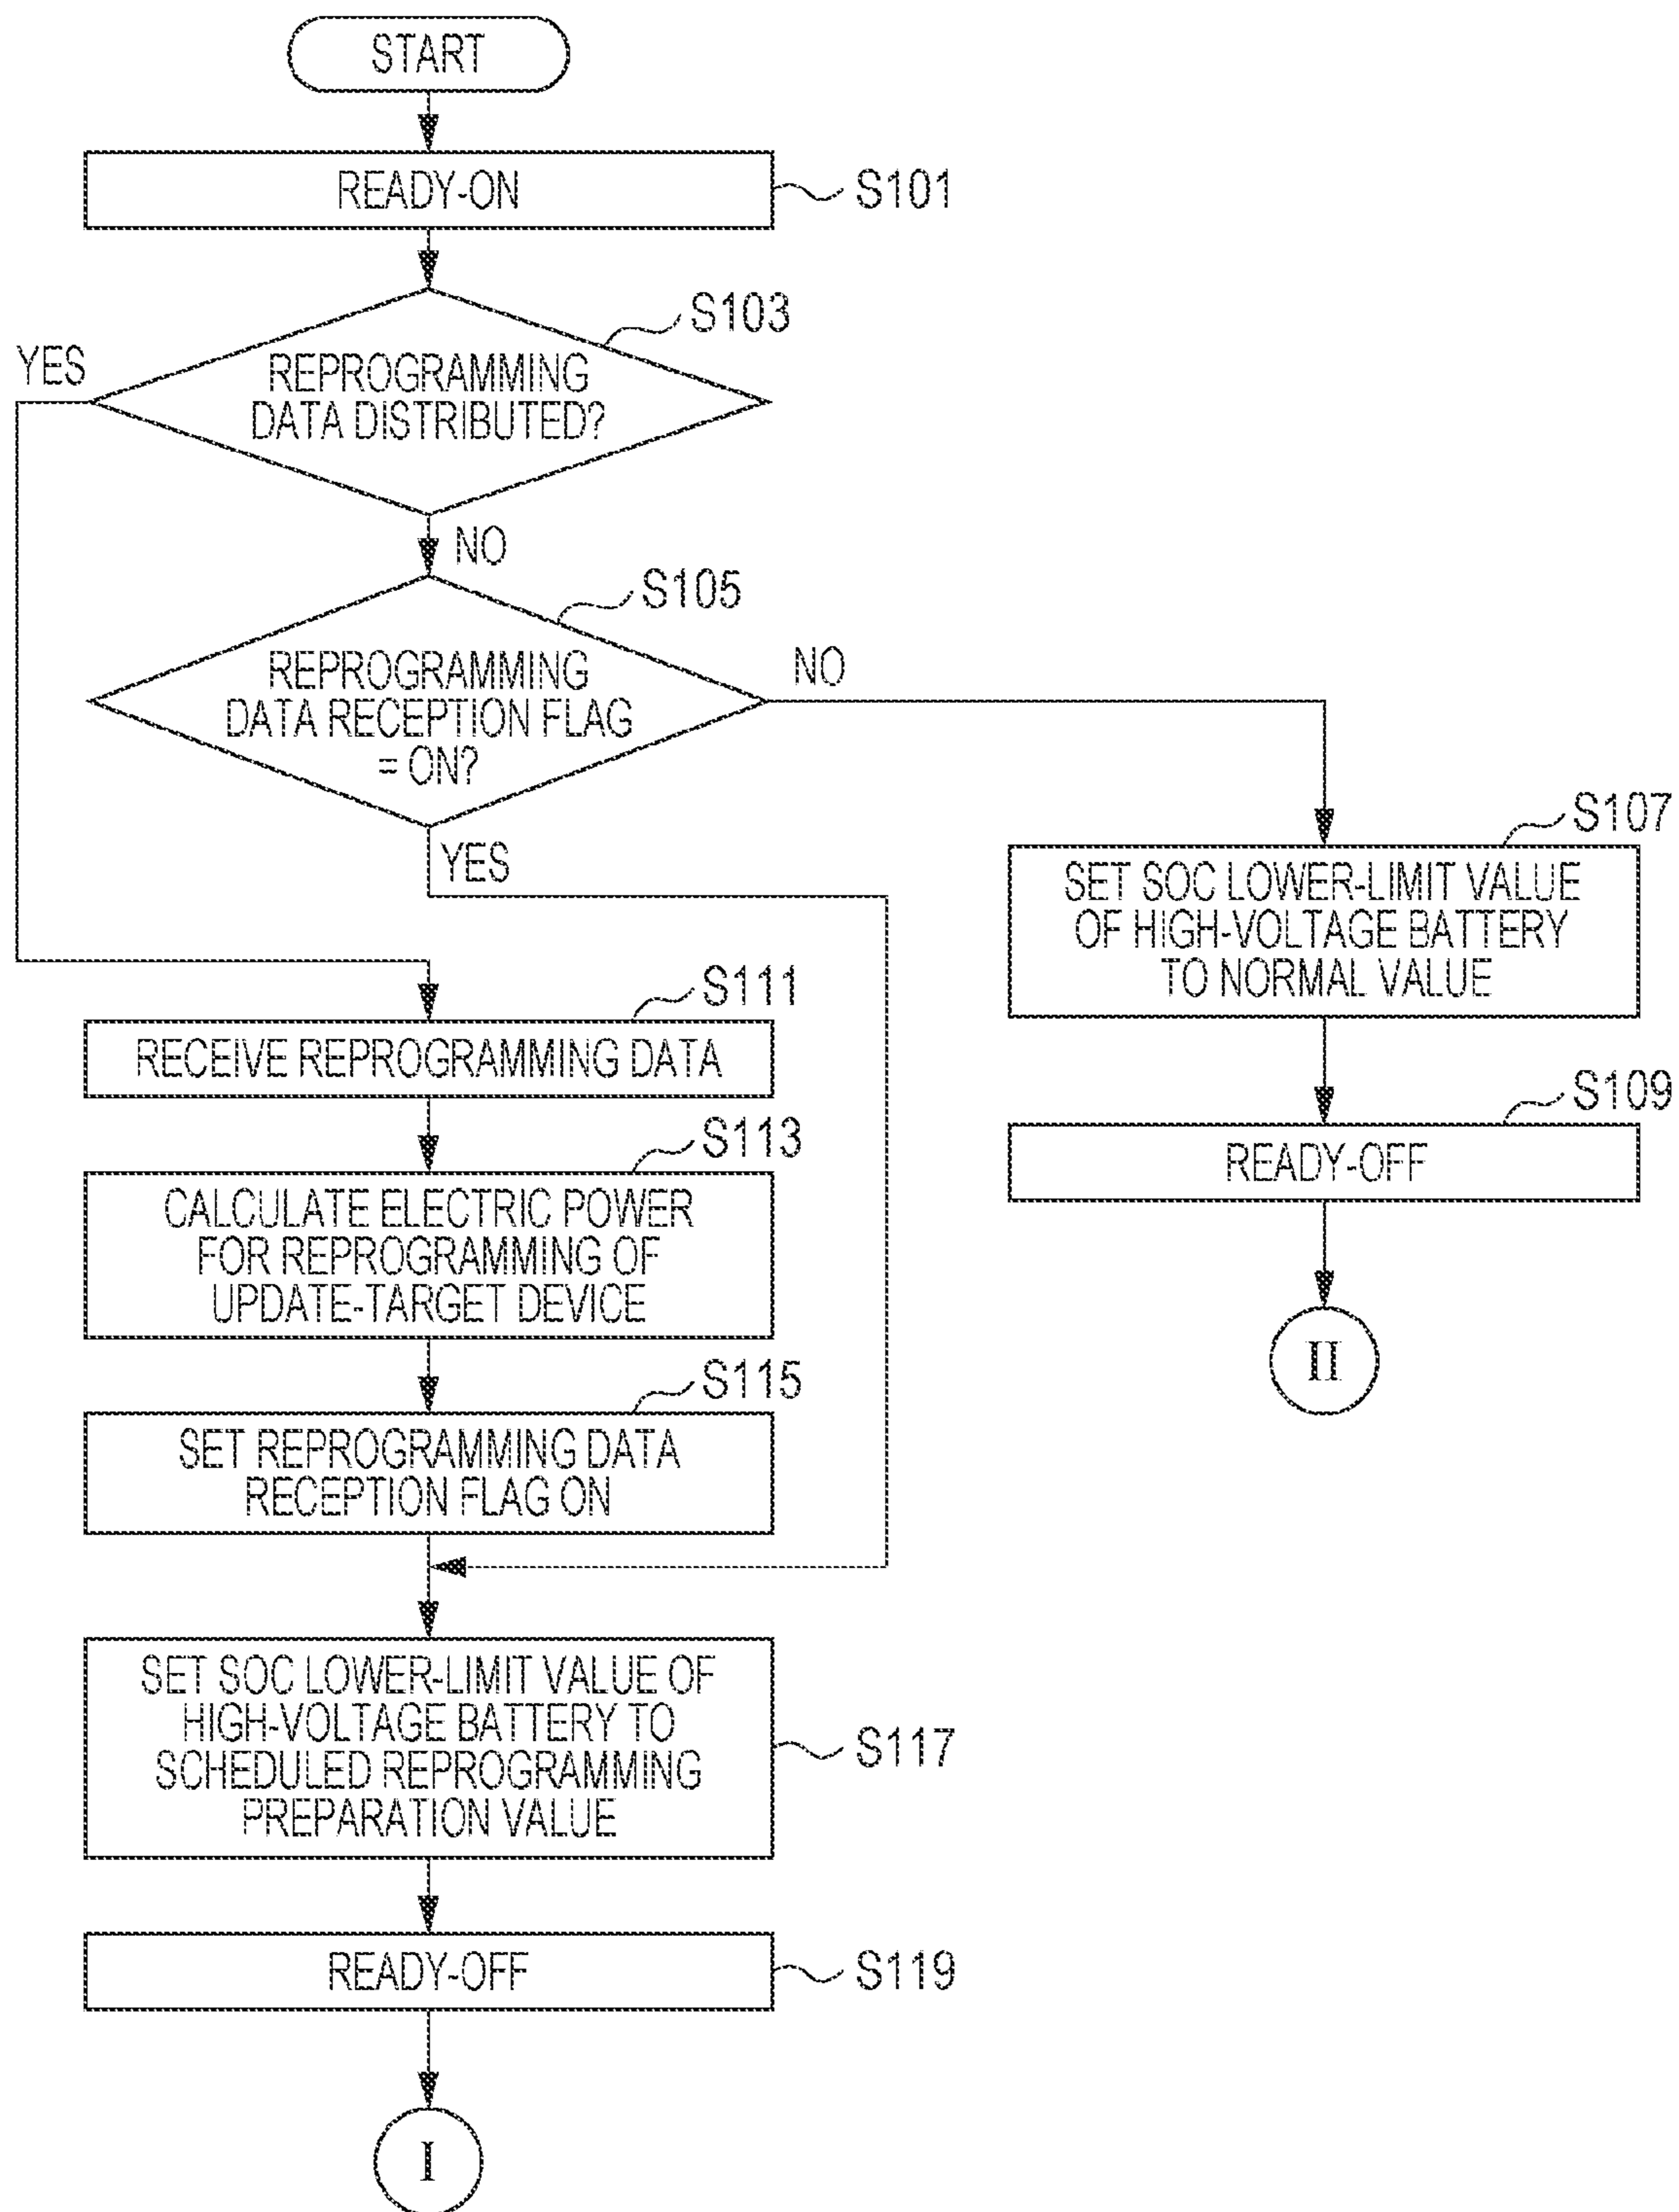 START
READY-ON
S101
S103
YES
REPROGRAMMING
DATA DISTRIBUTED?
NO
S105
REPROGRAMMING
DATA RECEPTION FLAG
= ON?
NO
YES
S107
SET SOC LOWER-LIMIT VALUE
OF HIGH-VOLTAGE BATTERY
TO NORMAL VALUE
S109
READY-OFF
II
S111
RECEIVE REPROGRAMMING DATA
S113
CALCULATE ELECTRIC POWER
FOR REPROGRAMMING OF
UPDATE-TARGET DEVICE
S115
SET REPROGRAMMING DATA
RECEPTION FLAG ON
SET SOC LOWER-LIMIT VALUE OF
HIGH-VOLTAGE BATTERY TO
SCHEDULED REPROGRAMMING
PREPARATION VALUE
S117
READY-OFF
S119
I